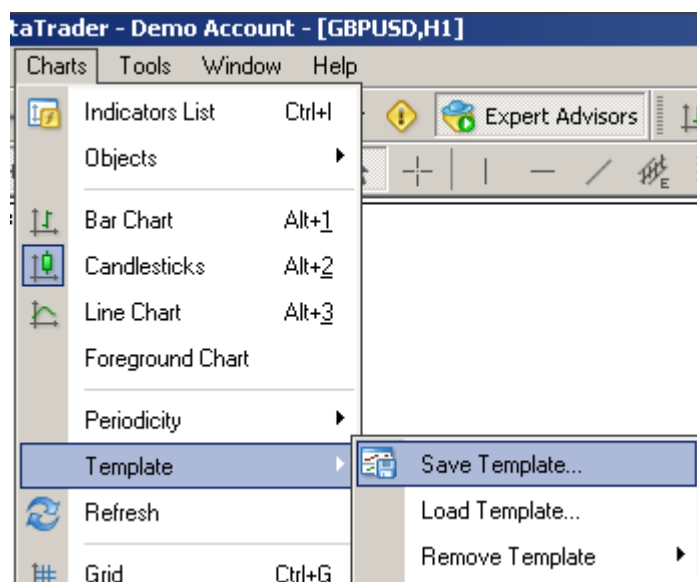 taTrader - Demo Account - [GBPUSD,H1]
Charts Tools Window Help
Indicators List Ctrl+I
Expert Advisors
Objects
E
Bar Chart Alt+1
Candlesticks Alt+2
Line Chart Alt+3
Foreground Chart
Periodicity
Template
Save Template...
Refresh
Load Template...
Remove Template
Grid Ctrl+G